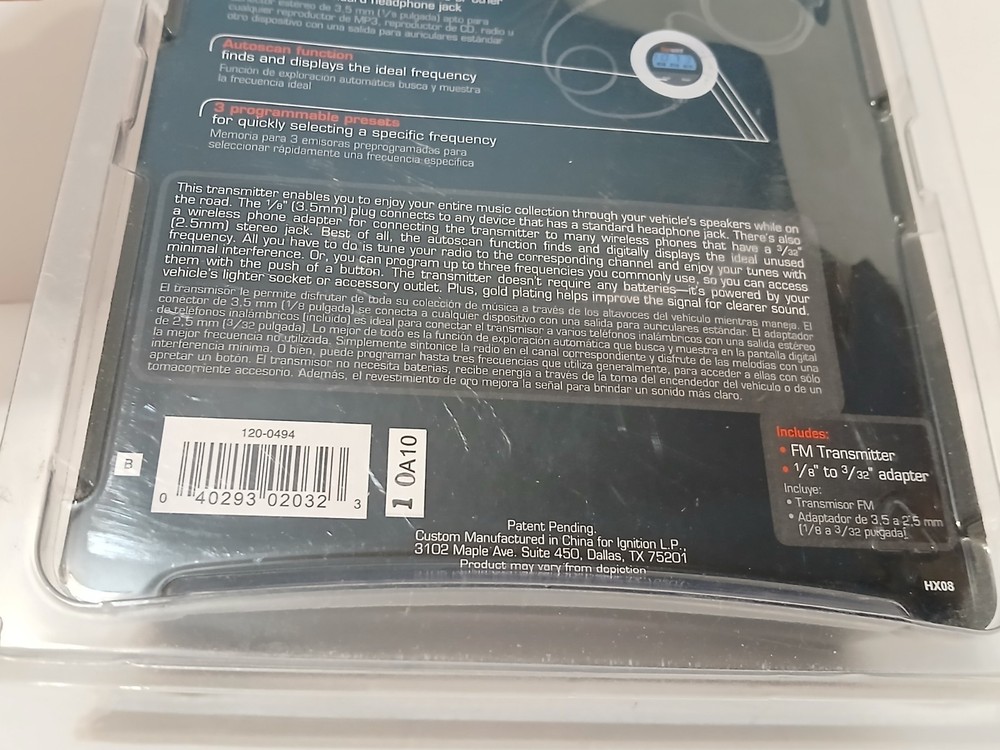 standard headphone jack
conector estéreo de 3,5 mm (1/8 pulgada) apto para
cualquier reproductor de MP3, reproductor de CD, radio u
otro dispositivo con una salida para auriculares estándar
Autoscan function
finds and displays the ideal frequency
Función de exploración automática busca y muestra
la frecuencia ideal
3 programmable presets
for quickly selecting a specific frequency
Memoria para 3 emisoras preprogramadas para
seleccionar rápidamente una frecuencia específica
This transmitter enables you to enjoy your entire music collection through your vehicle's speakers while on
the road. The 1/8" (3.5mm) plug connects to any device that has a standard headphone jack. There's also
a wireless phone adapter for connecting the transmitter to many wireless phones that have a 3/32"
(2.5mm) stereo jack. Best of all, the autoscan function finds and digitally displays the ideal unused
frequency. All you have to do is tune your radio to the corresponding channel and enjoy your tunes with
minimal interference. Or, you can program up to three frequencies you commonly use, so you can access
them with the push of a button. The transmitter doesn't require any batteries—it's powered by your
vehicle's lighter socket or accessory outlet. Plus, gold plating helps improve the signal for clearer sound.
El transmisor le permite disfrutar de toda su colección de música a través de los altavoces del vehículo mientras maneja. El
conector de 3,5 mm (1/8 pulgada) se conecta a cualquier dispositivo con una salida para auriculares estándar. El adaptador
de teléfonos inalámbricos (incluido) es ideal para conectar el transmisor a varios teléfonos inalámbricos con una salida estéreo
de 2,5 mm (3/32 pulgada). Lo mejor de todo es la función de exploración automática que busca y muestra en la pantalla digital
la mejor frecuencia no utilizada. Simplemente sintonice la radio en el canal correspondiente y disfrute de las melodías con una
interferencia mínima. O bien, puede programar hasta tres frecuencias que utiliza generalmente, para acceder a ellas con sólo
apretar un botón. El transmisor no necesita baterías, recibe energía a través de la toma del encendedor del vehículo o de un
tomacorriente accesorio. Además, el revestimiento de oro mejora la señal para brindar un sonido más claro.
B
120-0494
0 40293 02032 3
1 0A10
Includes:
• FM Transmitter
• 1/8" to 3/32" adapter
Incluye:
• Transmisor FM
• Adaptador de 3,5 a 2,5 mm
(1/8 a 3/32 pulgada)
Patent Pending.
Custom Manufactured in China for Ignition L.P.,
3102 Maple Ave. Suite 450, Dallas, TX 75201
Product may vary from depiction
HX08